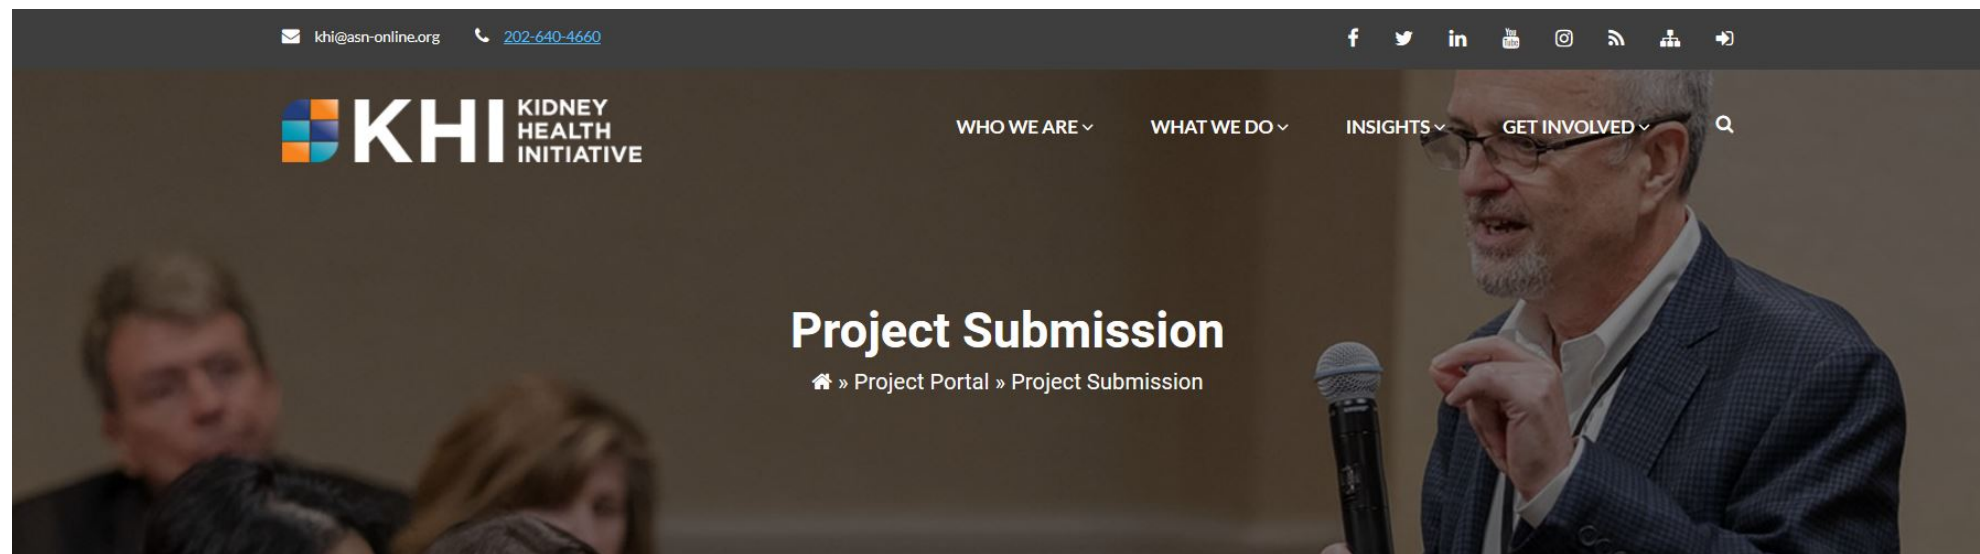 khi@asn-online.org 202-640-4660
KHI KIDNEY HEALTH INITIATIVE
WHO WE ARE WHAT WE DO INSIGHTS GET INVOLVED
Project Submission
» Project Portal » Project Submission